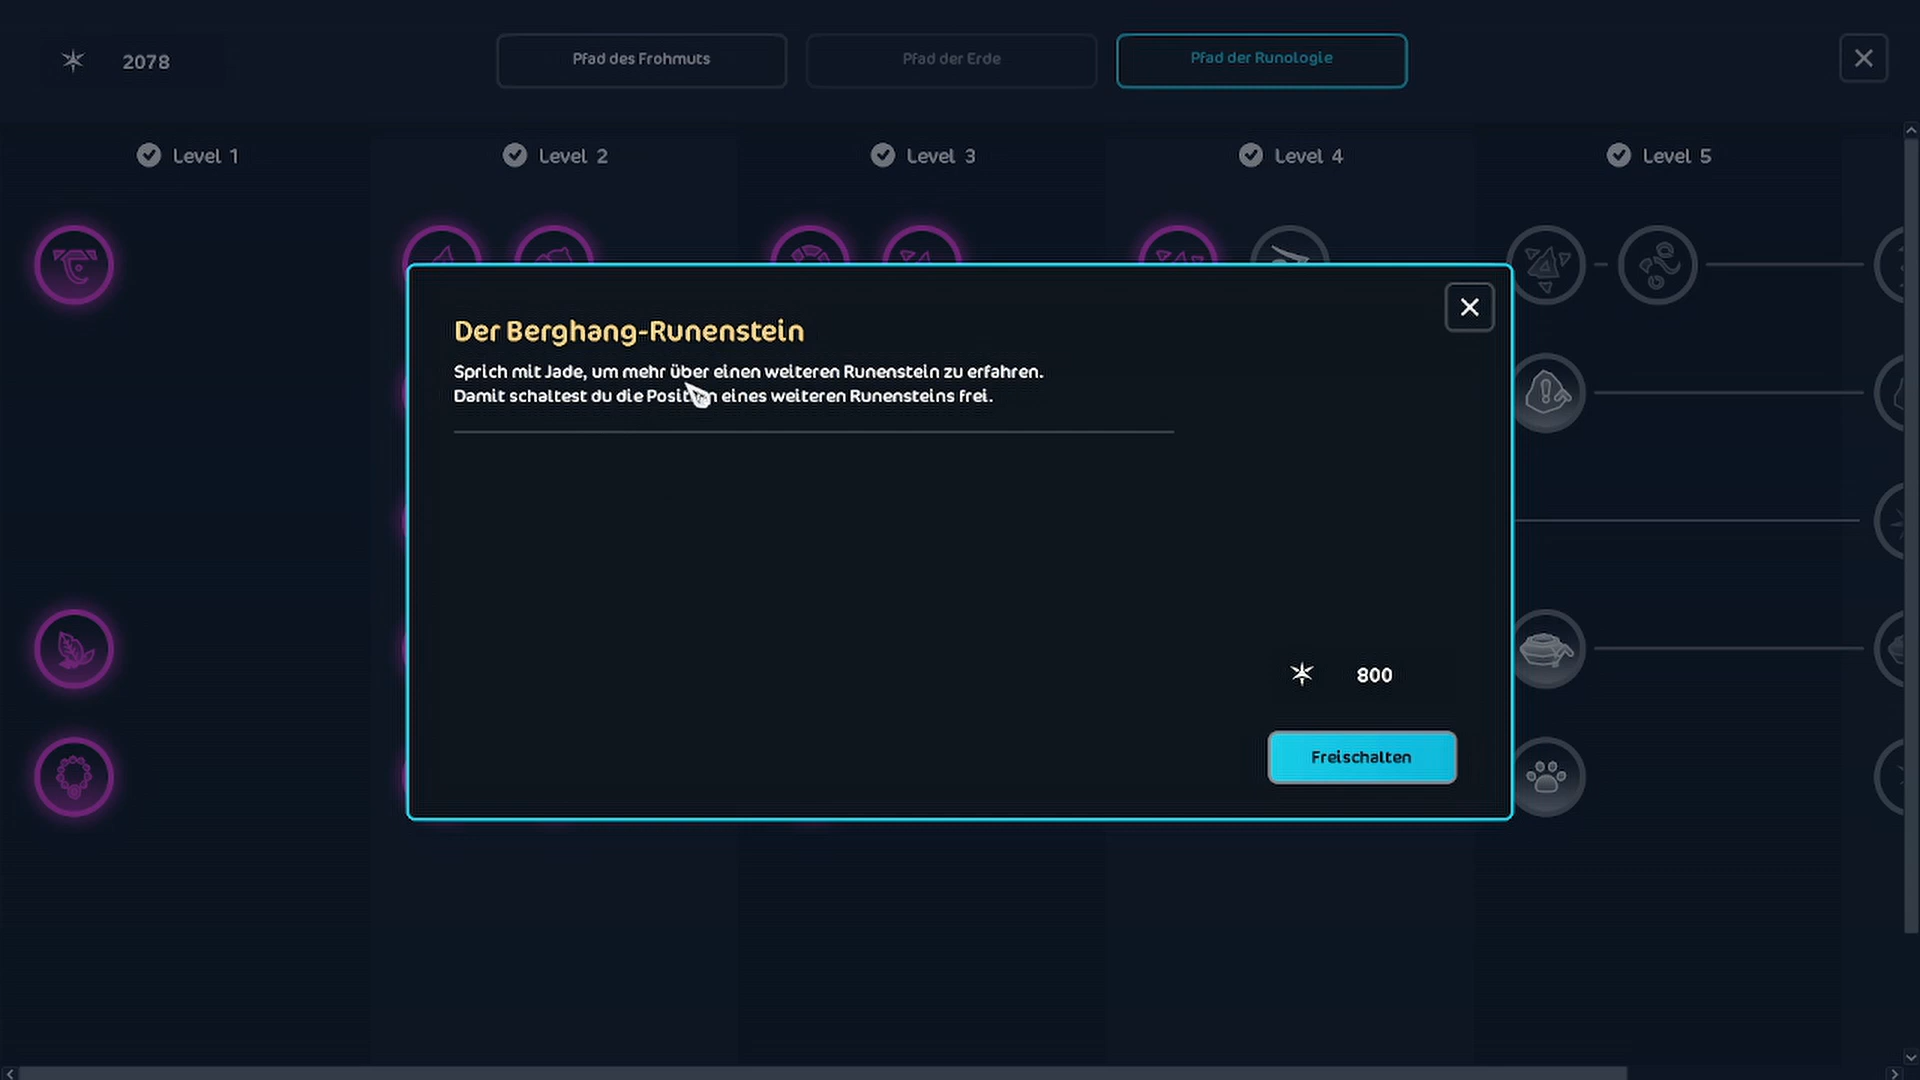 2078
Pfad des Frohmuts
Pfad der Erde
Pfad der Runologie
Level 1
Level 2
Level 3
Level 4
Level 5
Der Berghang-Runenstein
Sprich mit Jade, um mehr über einen weiteren Runenstein zu erfahren.
Damit schaltest du die Position eines weiteren Runensteins frei.
800
Freischalten